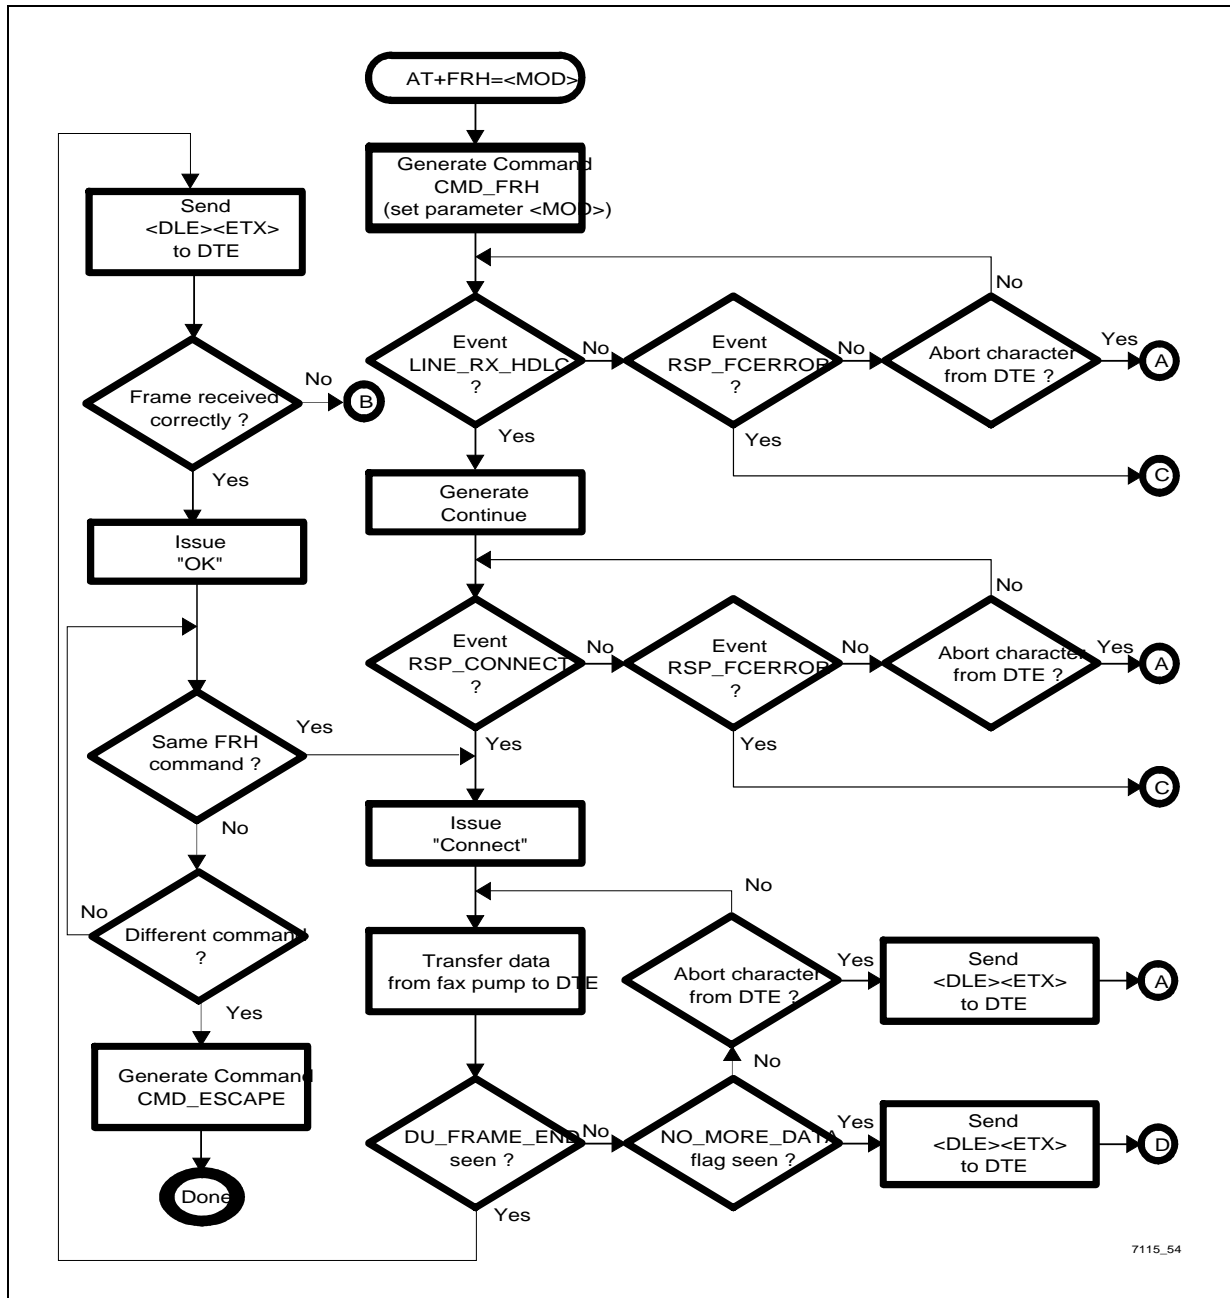 AT+FRH=<MOD>
Generate Command
CMD_FRH
(set parameter <MOD>)
Send
<DLE><ETX>
to DTE
No
Event
LINE_RX_HDLC
?
No
Event
RSP_FCERROR
?
No
Abort character
from DTE ?
Yes
A
Frame received
correctly ?
No
B
Yes
Yes
Yes
C
Generate
Continue
Issue
"OK"
No
Event
RSP_CONNECT
?
No
Event
RSP_FCERROR
?
No
Abort character
from DTE ?
Yes
A
Same FRH
command ?
Yes
Yes
Yes
C
Issue
"Connect"
No
No
No
Different command
?
Transfer data
from fax pump to DTE
Abort character
from DTE ?
Yes
Send
<DLE><ETX>
to DTE
A
Yes
No
Generate Command
CMD_ESCAPE
DU_FRAME_END
seen ?
No
NO_MORE_DATA
flag seen ?
Yes
Send
<DLE><ETX>
to DTE
D
Done
Yes
7115_54